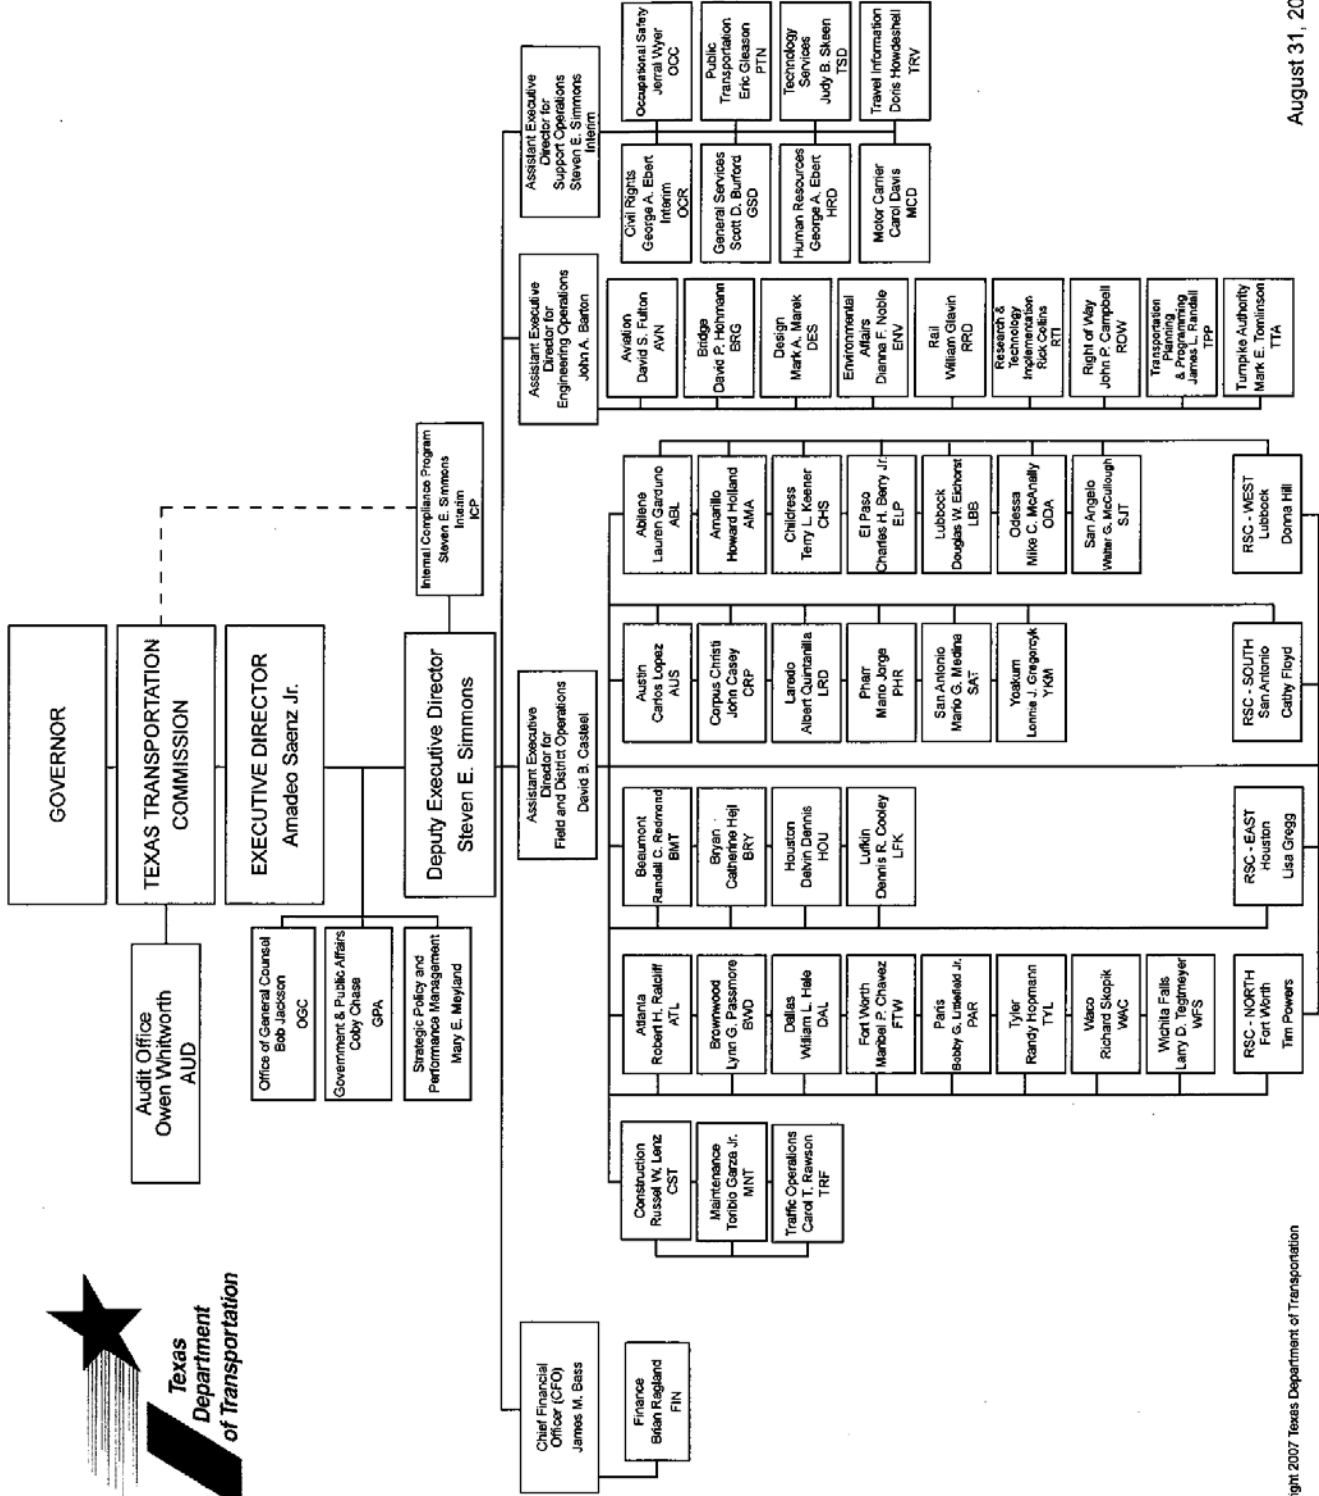 Texas
Department
of Transportation
GOVERNOR
TEXAS TRANSPORTATION
COMMISSION
Audit Office
Owen Whitworth
AUD
EXECUTIVE DIRECTOR
Amadeo Saenz Jr.
Office of General Counsel
Bob Jackson
OGC
Government & Public Affairs
Coby Chase
GPA
Strategic Policy and
Performance Management
Mary E. Meyland
Deputy Executive Director
Steven E. Simmons
Internal Compliance Program
Steven E. Simmons
Interim
ICP
Chief Financial
Officer (CFO)
James M. Bass
Finance
Brian Ragland
FIN
Assistant Executive
Director for
Field and District Operations
David B. Casteel
Construction
Russel W. Lenz
CST
Maintenance
Toribio Garza Jr.
MNT
Traffic Operations
Carol T. Rawson
TRF
Atlanta
Robert H. Ratcliff
ATL
Brownwood
Lynn G. Passmore
BWD
Dallas
William L. Hale
DAL
Fort Worth
Maribel P. Chavez
FTW
Paris
Bobby G. Littlefield Jr.
PAR
Tyler
Randy Hopmann
TYL
Waco
Richard Skopik
WAC
Wichita Falls
Larry D. Tegtmeyer
WFS
RSC - NORTH
Fort Worth
Tim Powers
Beaumont
Randall C. Redmond
BMT
Bryan
Catherine Hejl
BRY
Houston
Delvin Dennis
HOU
Lufkin
Dennis R. Cooley
LFK
RSC - EAST
Houston
Lisa Gregg
Austin
Carlos Lopez
AUS
Corpus Christi
John Casey
CRP
Laredo
Albert Quintanilla
LRD
Pharr
Mario Jorge
PHR
San Antonio
Mario G. Medina
SAT
Yoakum
Lonnie J. Gregorcyk
YKM
RSC - SOUTH
San Antonio
Cathy Floyd
Abilene
Lauren Garduno
ABL
Amarillo
Howard Holland
AMA
Childress
Terry L. Keener
CHS
El Paso
Charles H. Berry Jr.
ELP
Lubbock
Douglas W. Eichorst
LBB
Odessa
Mike C. McAnally
ODA
San Angelo
Walter G. McCullough
SJT
RSC - WEST
Lubbock
Donna Hill
Assistant Executive
Director for
Engineering Operations
John A. Barton
Aviation
David S. Fulton
AVN
Bridge
David P. Hohmann
BRG
Design
Mark A. Marek
DES
Environmental
Affairs
Dianna F. Noble
ENV
Rail
William Glavin
RRD
Research &
Technology
Implementation
Rick Collins
RTI
Right of Way
John P. Campbell
ROW
Transportation
Planning
& Programming
James L. Randall
TPP
Turnpike Authority
Mark E. Tomlinson
TTA
Assistant Executive
Director for
Support Operations
Steven E. Simmons
Interim
Civil Rights
George A. Ebert
Interim
OCR
General Services
Scott D. Burford
GSD
Human Resources
George A. Ebert
HRD
Motor Carrier
Carol Davis
MCD
Occupational Safety
Jerral Wyer
OCC
Public
Transportation
Eric Gleason
PTN
Technology
Services
Judy B. Skeen
TSD
Travel Information
Doris Howdeshell
TRV
ight 2007 Texas Department of Transportation
August 31, 20